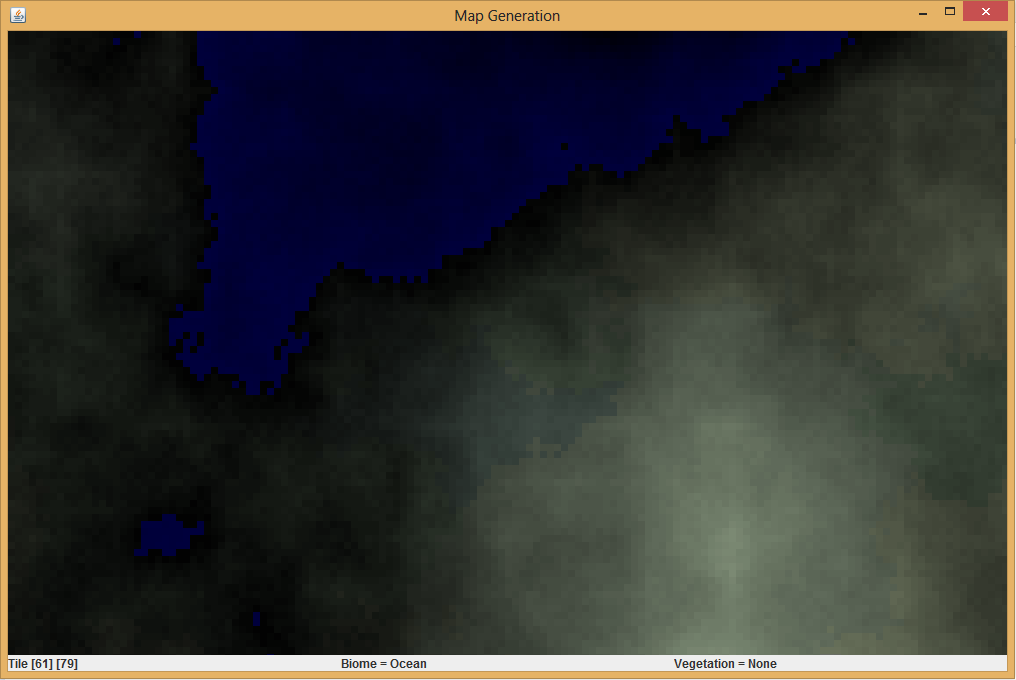 Map Generation
Tile [61] [79] Biome = Ocean Vegetation = None